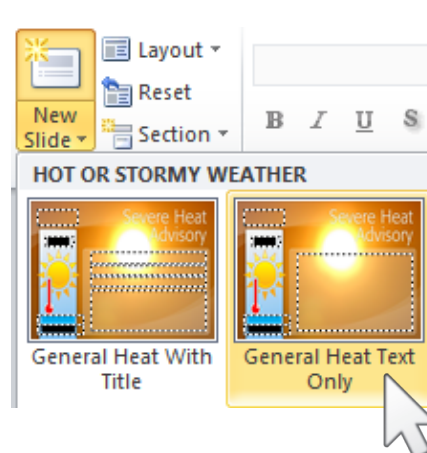 Layout
Reset
New
Slide
Section
B I U S
HOT OR STORMY WEATHER
Severe Heat
Advisory
Severe Heat
Advisory
General Heat With
Title
General Heat Text
Only